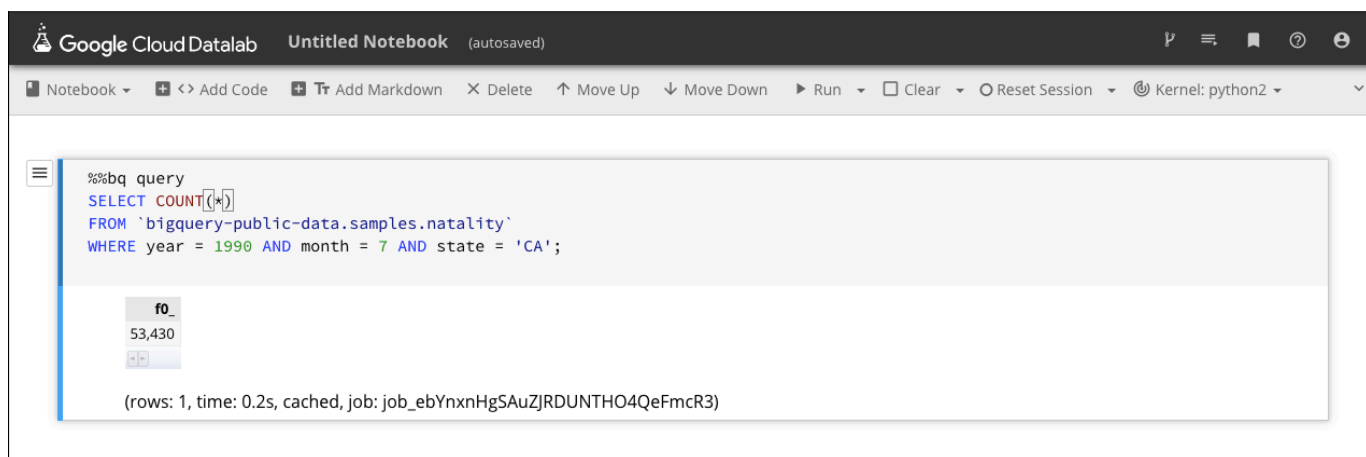 Google Cloud Datalab Untitled Notebook (autosaved)
Notebook <> Add Code Tт Add Markdown Delete Move Up Move Down Run Clear Reset Session Kernel: python2
%%bq query
SELECT COUNT(*)
FROM `bigquery-public-data.samples.natality`
WHERE year = 1990 AND month = 7 AND state = 'CA';
f0_
53,430
(rows: 1, time: 0.2s, cached, job: job_ebYnxnHgSAuZJRDUNTHO4QeFmcR3)